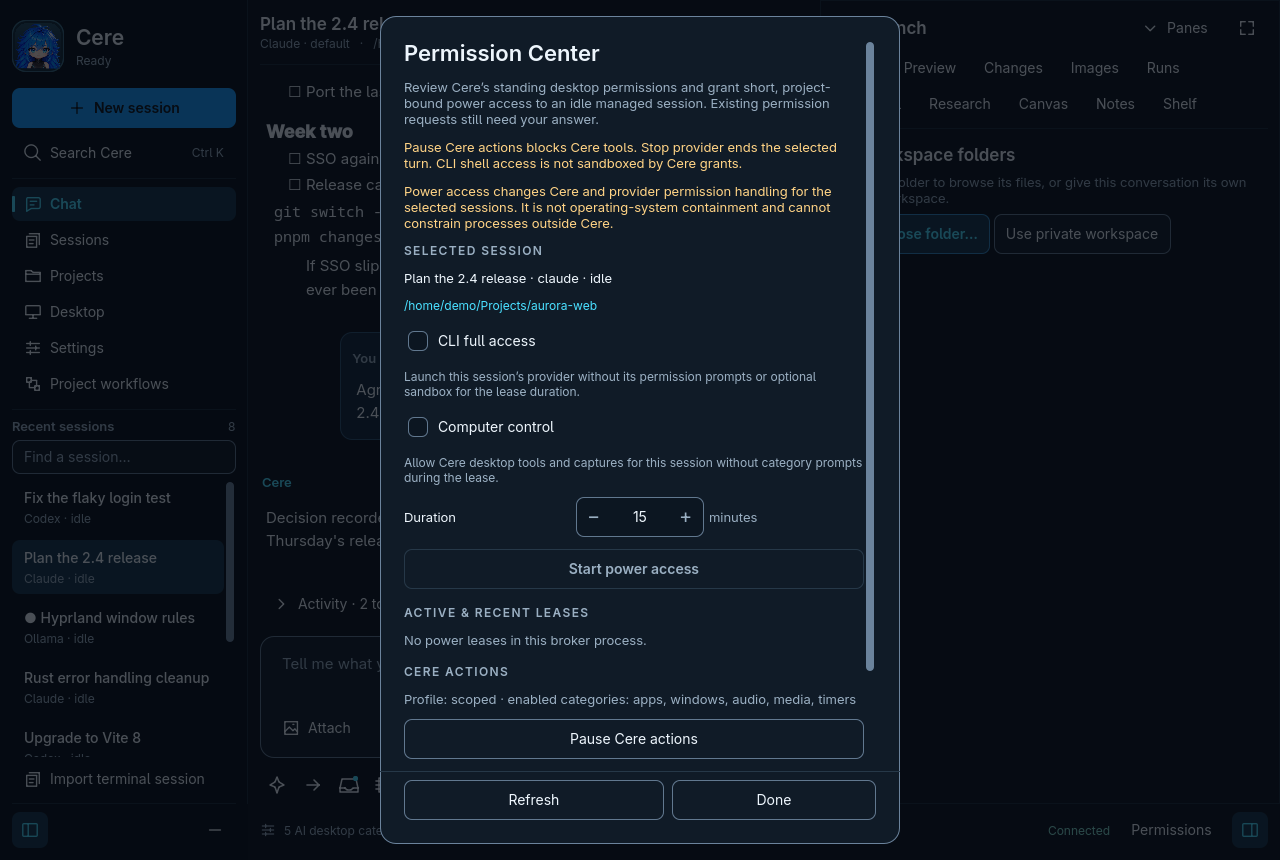 Cere
Ready
New session
Search Cere
Ctrl K
Chat
Sessions
Projects
Desktop
Settings
Project workflows
Recent sessions
8
Find a session...
Fix the flaky login test
Codex · idle
Plan the 2.4 release
Claude · idle
Hyprland window rules
Ollama · idle
Rust error handling cleanup
Claude · idle
Upgrade to Vite 8
Import terminal session
Plan the 2.4 rel
Claude · default ·
Port the la
Week two
SSO again
Release ca
git switch
pnpm changes
If SSO slip
ever been
You
Agr
2.4
Cere
Decision recorde
Thursday's relea
Activity · 2 to
Tell me what y
Attach
5 AI desktop cate
Permission Center
Review Cere’s standing desktop permissions and grant short, project-
bound power access to an idle managed session. Existing permission
requests still need your answer.
Pause Cere actions blocks Cere tools. Stop provider ends the selected
turn. CLI shell access is not sandboxed by Cere grants.
Power access changes Cere and provider permission handling for the
selected sessions. It is not operating-system containment and cannot
constrain processes outside Cere.
SELECTED SESSION
Plan the 2.4 release · claude · idle
/home/demo/Projects/aurora-web
CLI full access
Launch this session’s provider without its permission prompts or optional
sandbox for the lease duration.
Computer control
Allow Cere desktop tools and captures for this session without category prompts
during the lease.
Duration
− 15 +
minutes
Start power access
ACTIVE & RECENT LEASES
No power leases in this broker process.
CERE ACTIONS
Profile: scoped · enabled categories: apps, windows, audio, media, timers
Pause Cere actions
Refresh
Done
nch
Panes
Preview
Changes
Images
Runs
Research
Canvas
Notes
Shelf
kspace folders
older to browse its files, or give this conversation its own
kspace.
ose folder...
Use private workspace
Connected
Permissions